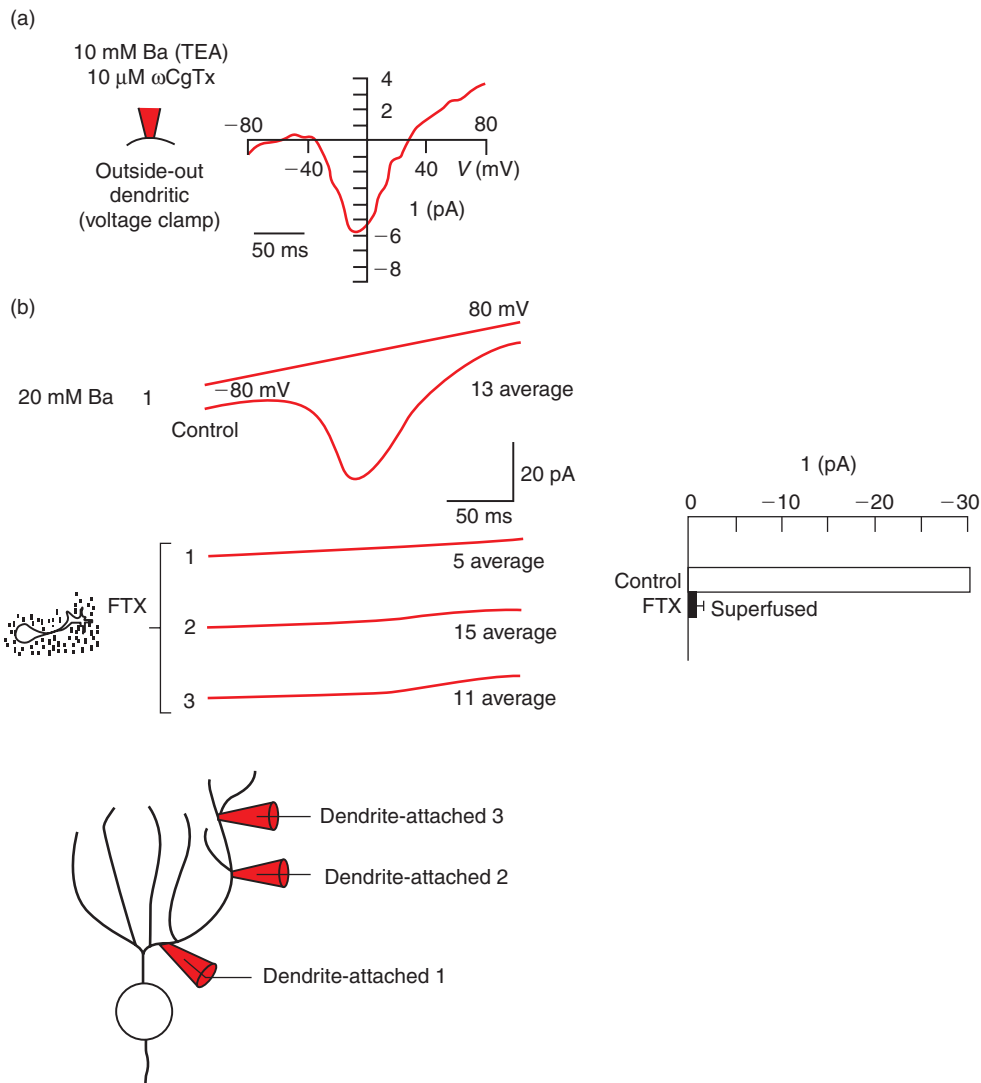 (a)
10 mM Ba (TEA)
10 μM ωCgTx
Outside-out
dendritic
(voltage clamp)
50 ms
4
2
−80
80
−40
40
V (mV)
1 (pA)
−6
−8
(b)
80 mV
20 mM Ba 1
−80 mV
13 average
Control
20 pA
50 ms
1
5 average
FTX
2
15 average
3
11 average
1 (pA)
0 −10 −20 −30
Control
FTX Superfused
Dendrite-attached 3
Dendrite-attached 2
Dendrite-attached 1